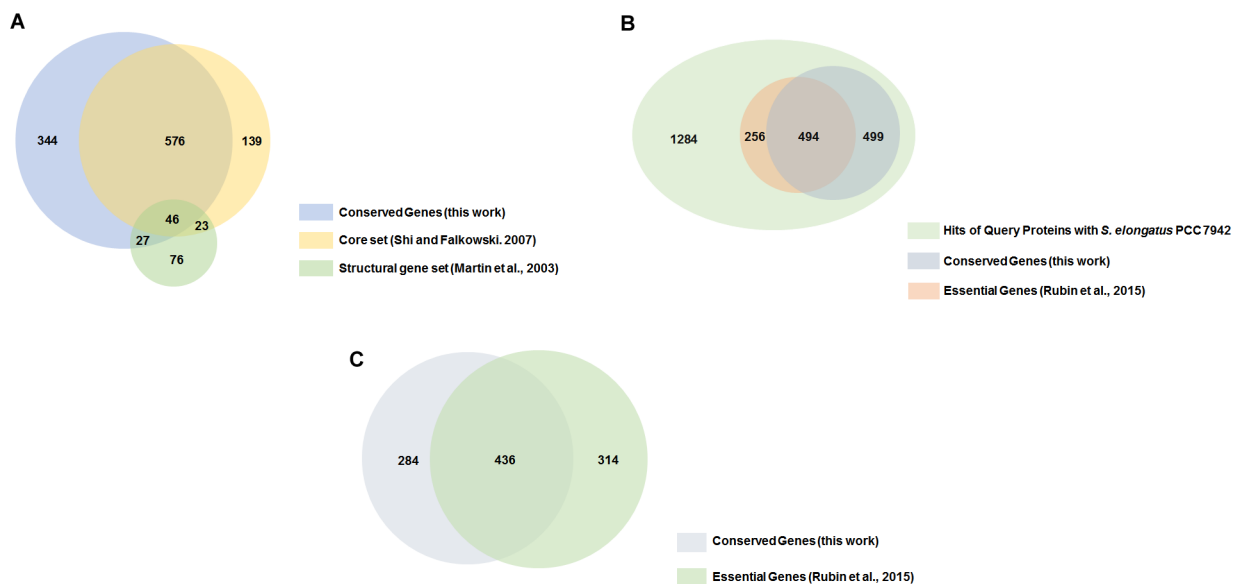 A
344
576
139
46
23
27
76
Conserved Genes (this work)
Core set (Shi and Falkowski. 2007)
Structural gene set (Martin et al., 2003)
B
1284
256
494
499
Hits of Query Proteins with S. elongatus PCC 7942
Conserved Genes (this work)
Essential Genes (Rubin et al., 2015)
C
284
436
314
Conserved Genes (this work)
Essential Genes (Rubin et al., 2015)